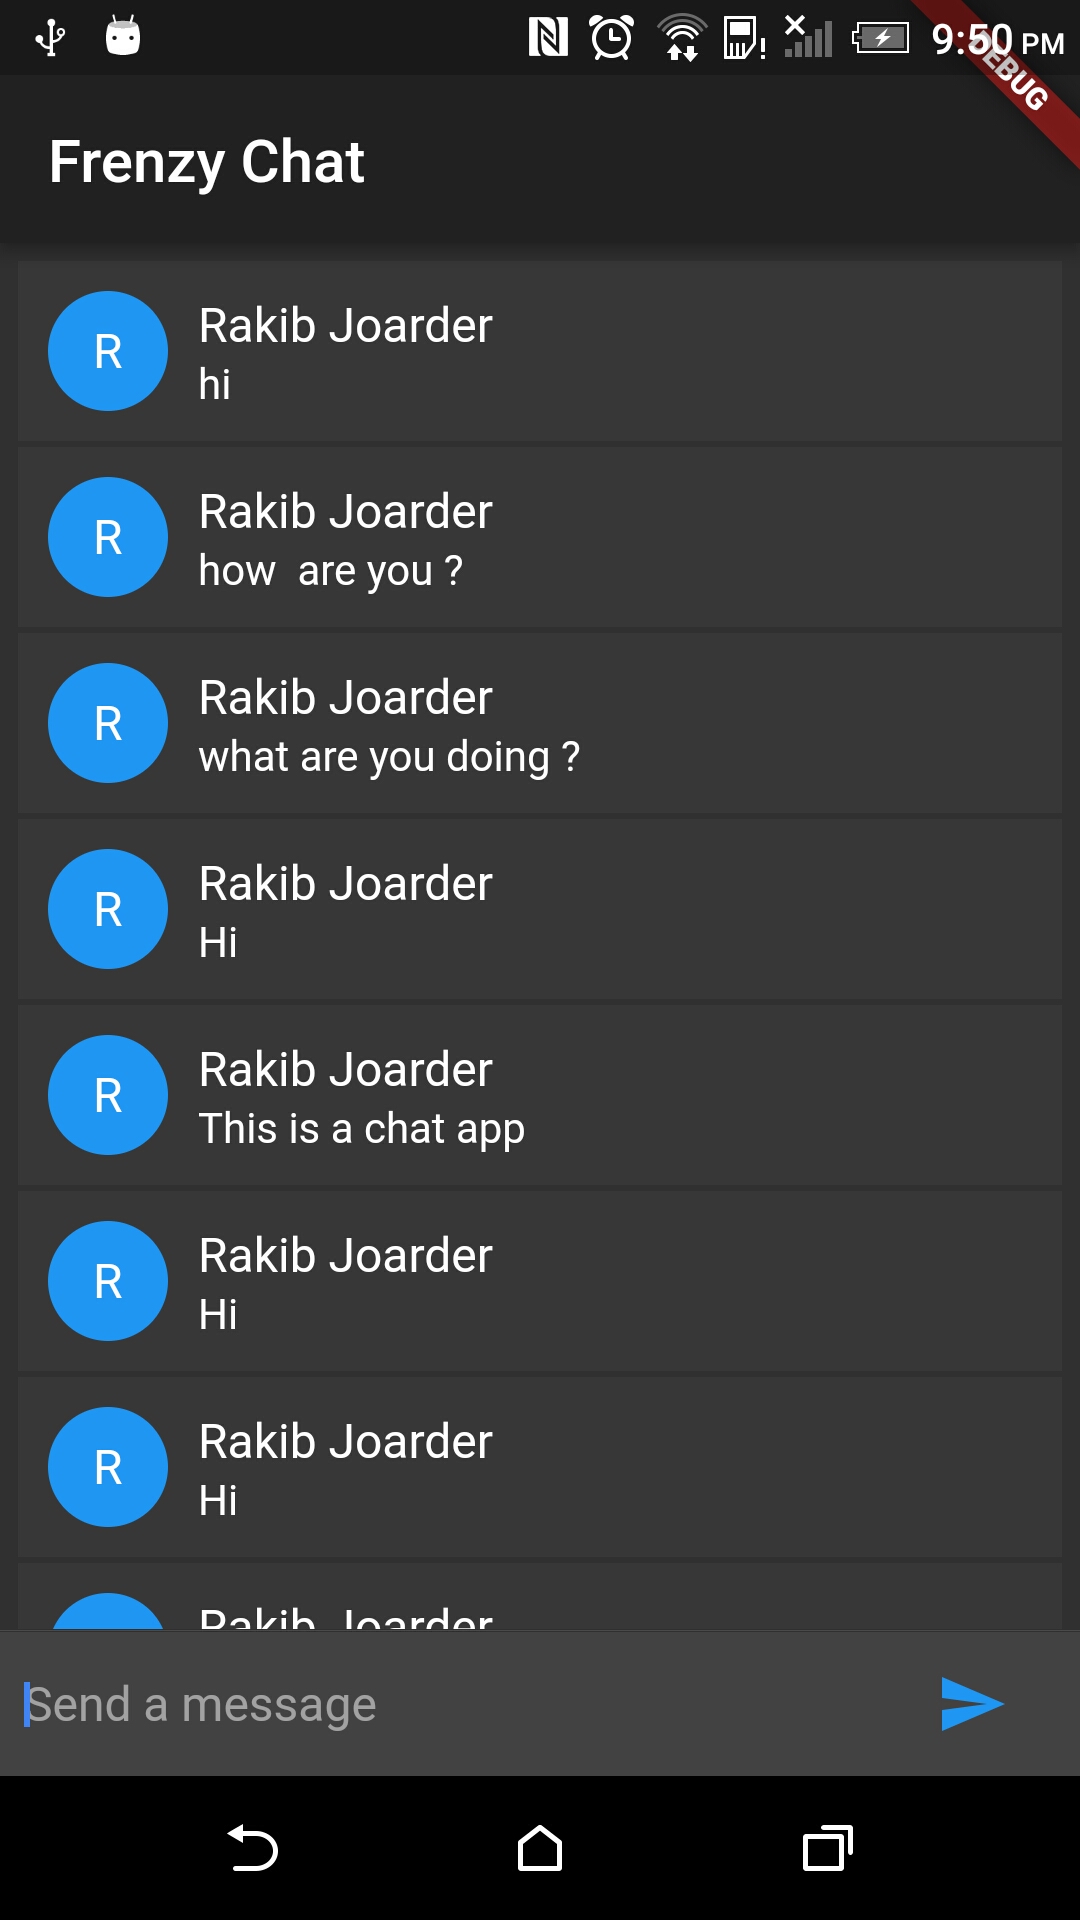 9:50 PM
DEBUG
Frenzy Chat
R
Rakib Joarder
hi
R
Rakib Joarder
how  are you ?
R
Rakib Joarder
what are you doing ?
R
Rakib Joarder
Hi
R
Rakib Joarder
This is a chat app
R
Rakib Joarder
Hi
R
Rakib Joarder
Hi
Rakib Joarder
Send a message